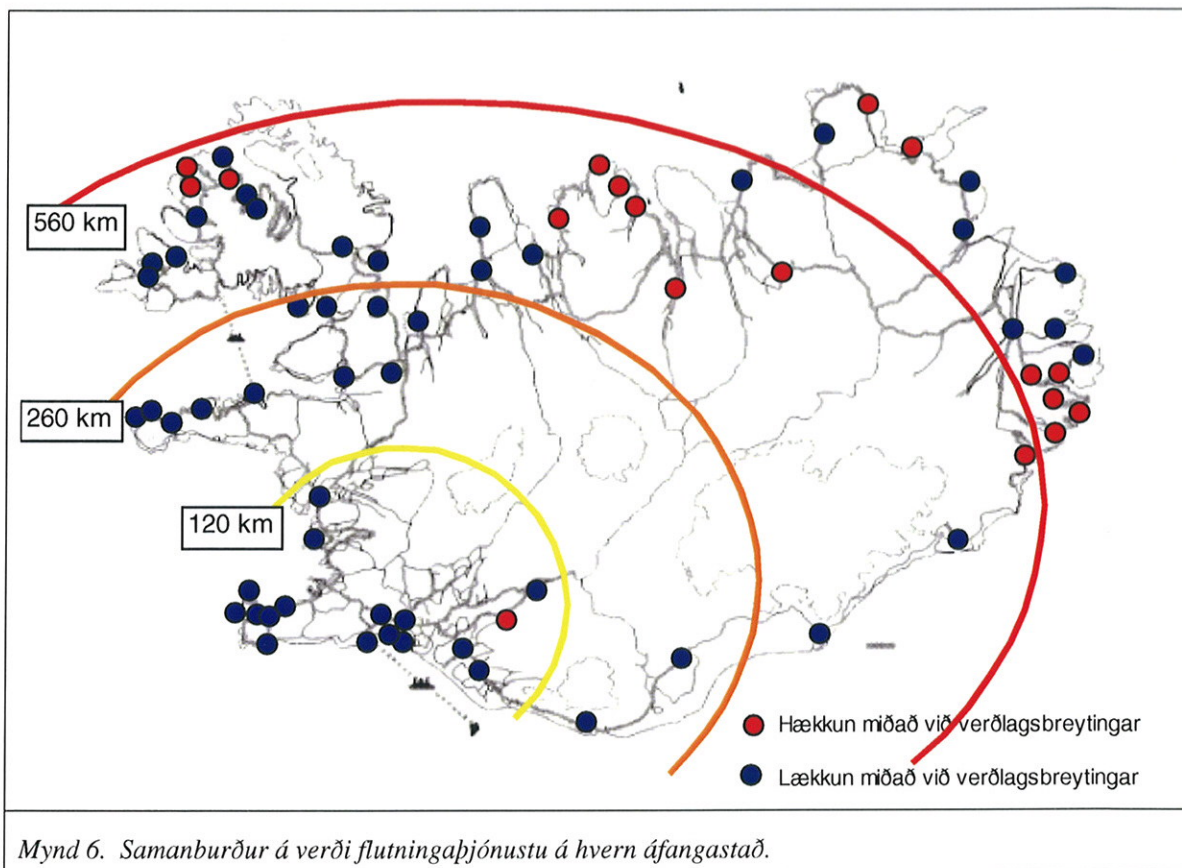 560 km
260 km
120 km
Hækkun miðað við verðlagsbreytingar
Lækkun miðað við verðlagsbreytingar
Mynd 6. Samanburður á verði flutningaþjónustu á hvern áfangastað.